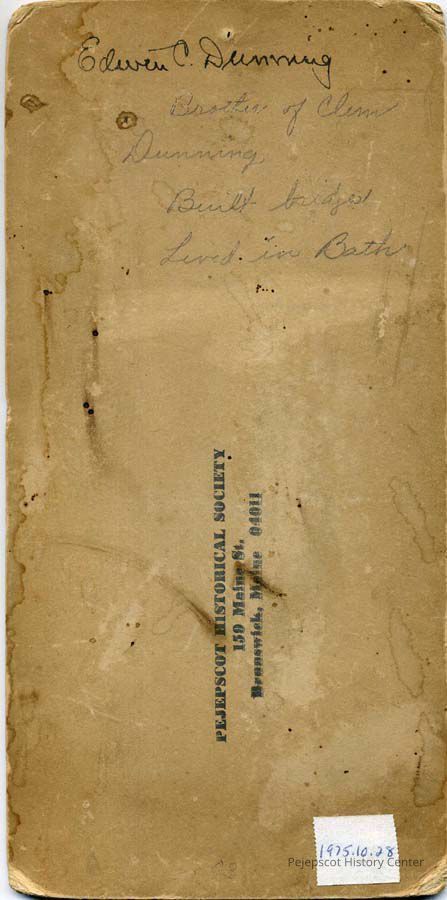 Edwin C. Dunning
Brother of Clem
Dunning
Built bridges
Lived in Bath
PEJEPSCOT HISTORICAL SOCIETY
159 Maine St.
Brunswick, Maine 04011
1975.10.28
Pejepscot History Center